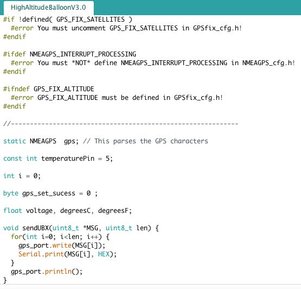 HighAltitudeBalloonV3.0
#if !defined( GPS_FIX_SATELLITES )
#error You must uncomment GPS_FIX_SATELLITES in GPSfix_cfg.h!
#endif
#ifdef NMEAGPS_INTERRUPT_PROCESSING
#error You must *NOT* define NMEAGPS_INTERRUPT_PROCESSING in NMEAGPS_cfg.h!
#endif
#ifndef GPS_FIX_ALTITUDE
#error GPS_FIX_ALTITUDE must be defined in GPSfix_cfg.h!
#endif
//------------------------------------------------------------
static NMEAGPS gps; // This parses the GPS characters
const int temperaturePin = 5;
int i = 0;
byte gps_set_sucess = 0 ;
float voltage, degreesC, degreesF;
void sendUBX(uint8_t *MSG, uint8_t len) {
for(int i=0; i<len; i++) {
gps_port.write(MSG[i]);
Serial.print(MSG[i], HEX);
}
gps_port.println();
}